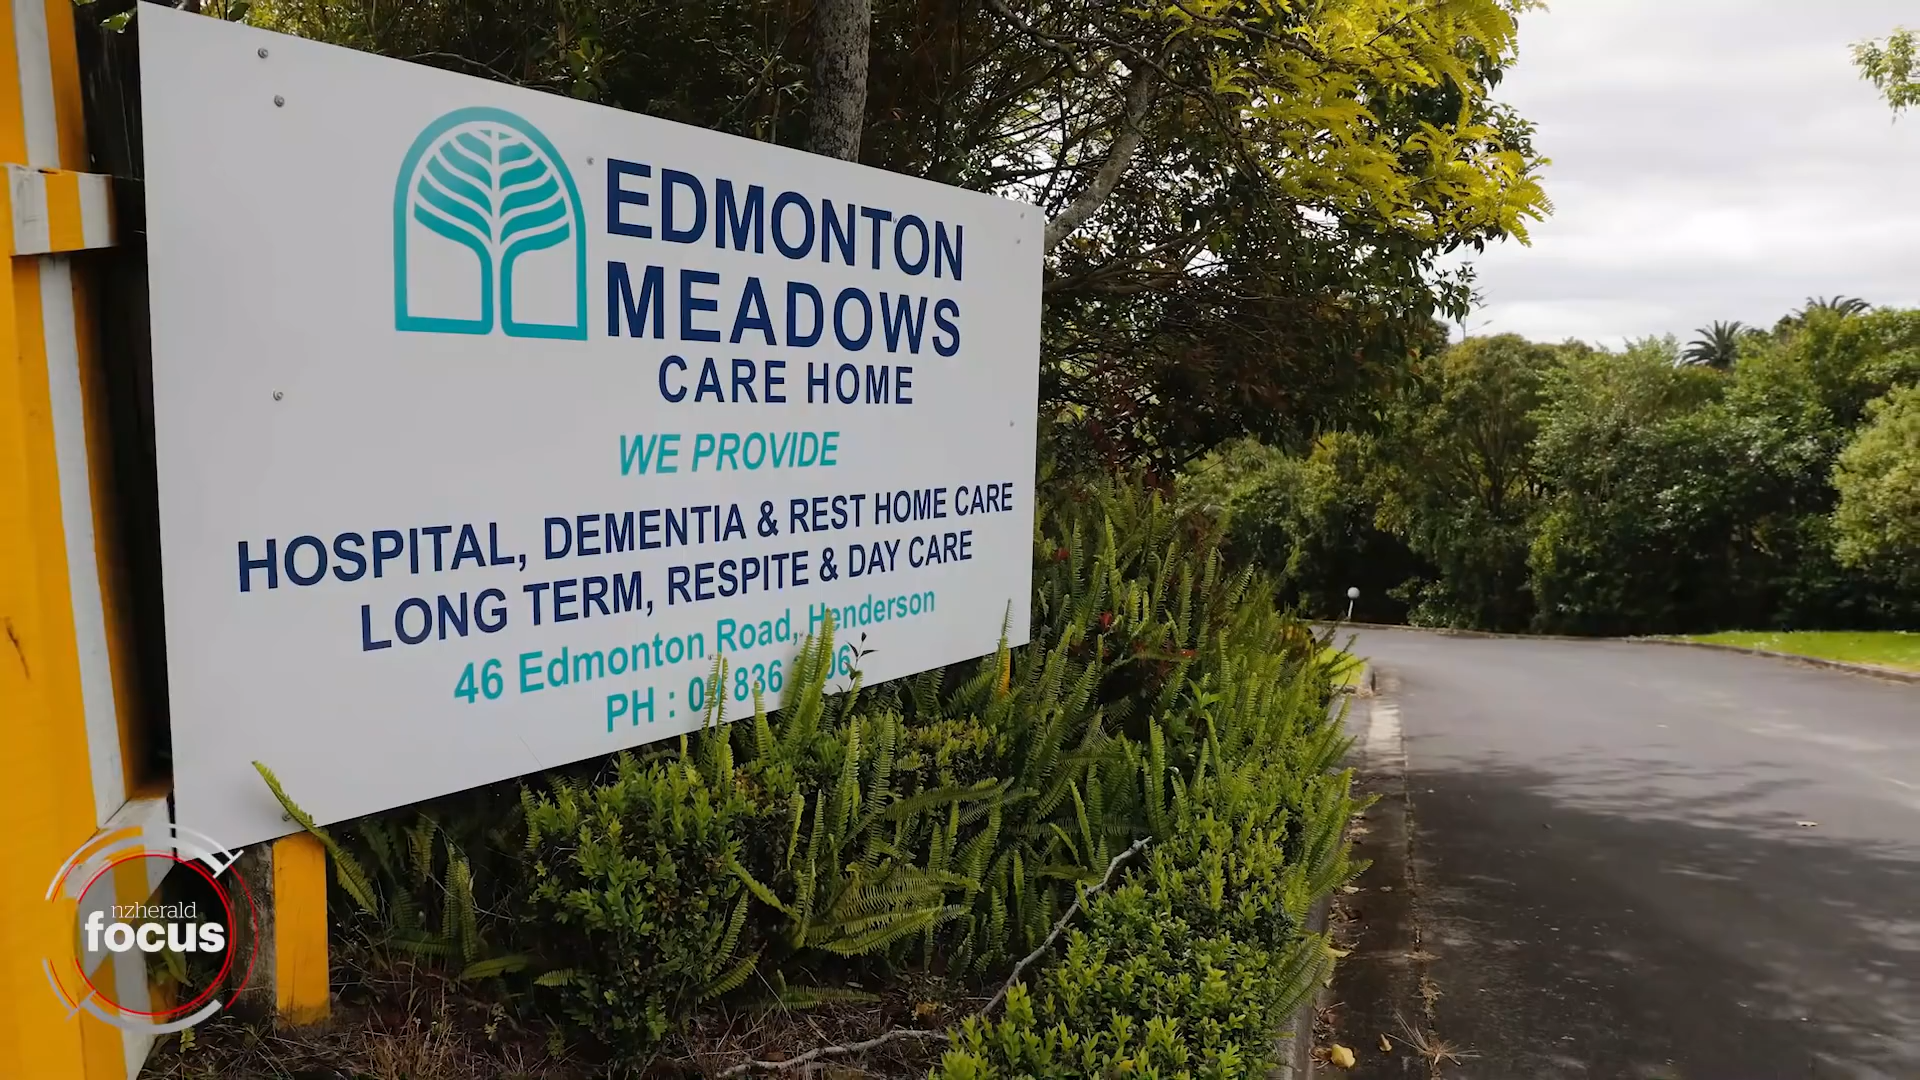 EDMONTON
MEADOWS
CARE HOME
WE PROVIDE
HOSPITAL, DEMENTIA & REST HOME CARE
LONG TERM, RESPITE & DAY CARE
46 Edmonton Road, Henderson
PH : 836
nzherald
focus